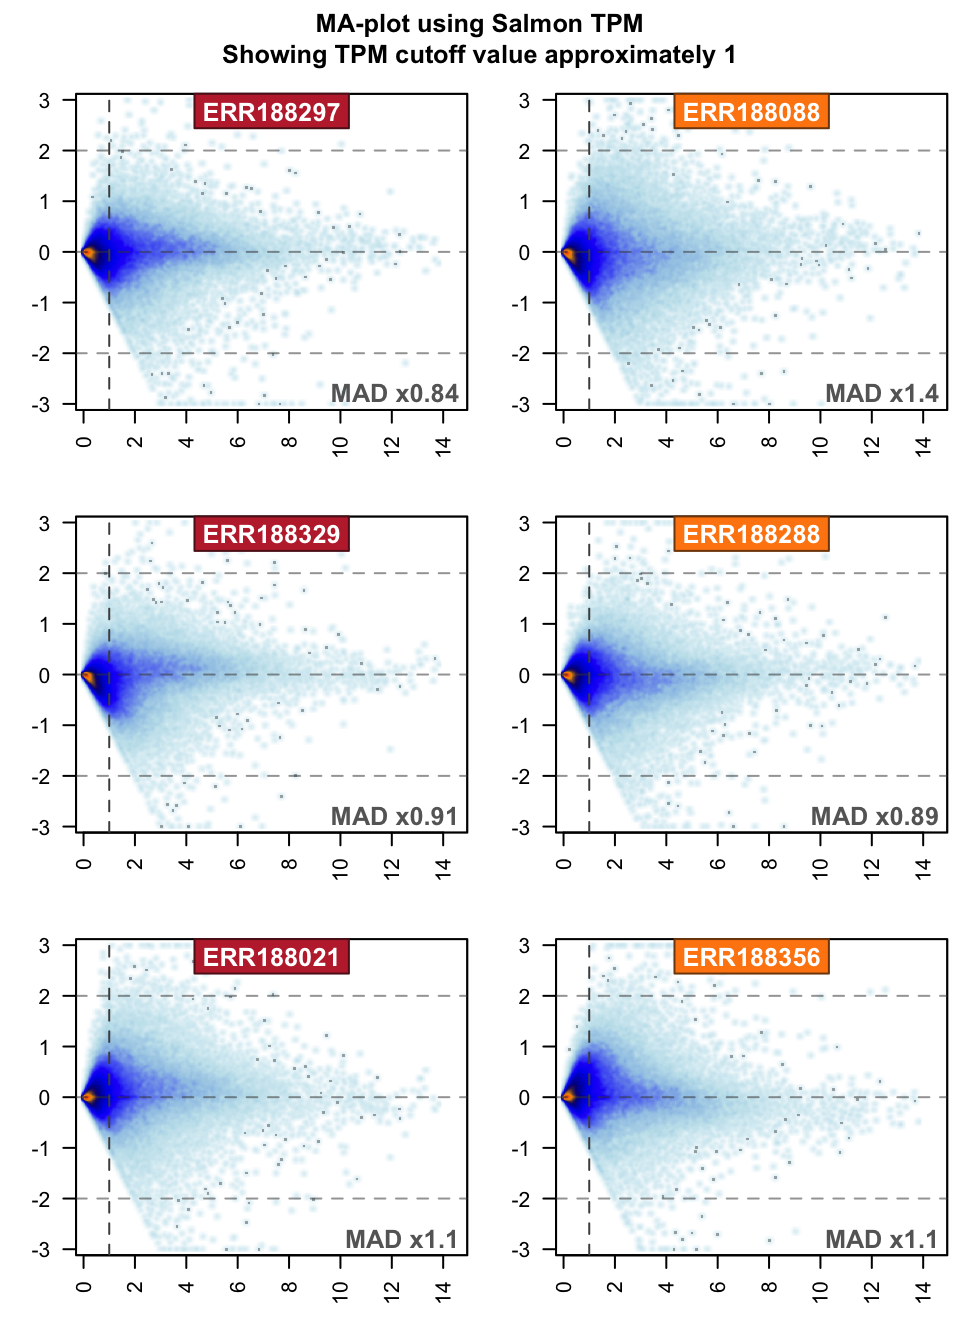 MA-plot using Salmon TPM
Showing TPM cutoff value approximately 1
ERR188297
3
2
1
0
-1
-2
-3
MAD x0.84
0 2 4 6 8 10 12 14
ERR188088
3
2
1
0
-1
-2
-3
MAD x1.4
0 2 4 6 8 10 12 14
ERR188329
3
2
1
0
-1
-2
-3
MAD x0.91
0 2 4 6 8 10 12 14
ERR188288
3
2
1
0
-1
-2
-3
MAD x0.89
0 2 4 6 8 10 12 14
ERR188021
3
2
1
0
-1
-2
-3
MAD x1.1
0 2 4 6 8 10 12 14
ERR188356
3
2
1
0
-1
-2
-3
MAD x1.1
0 2 4 6 8 10 12 14